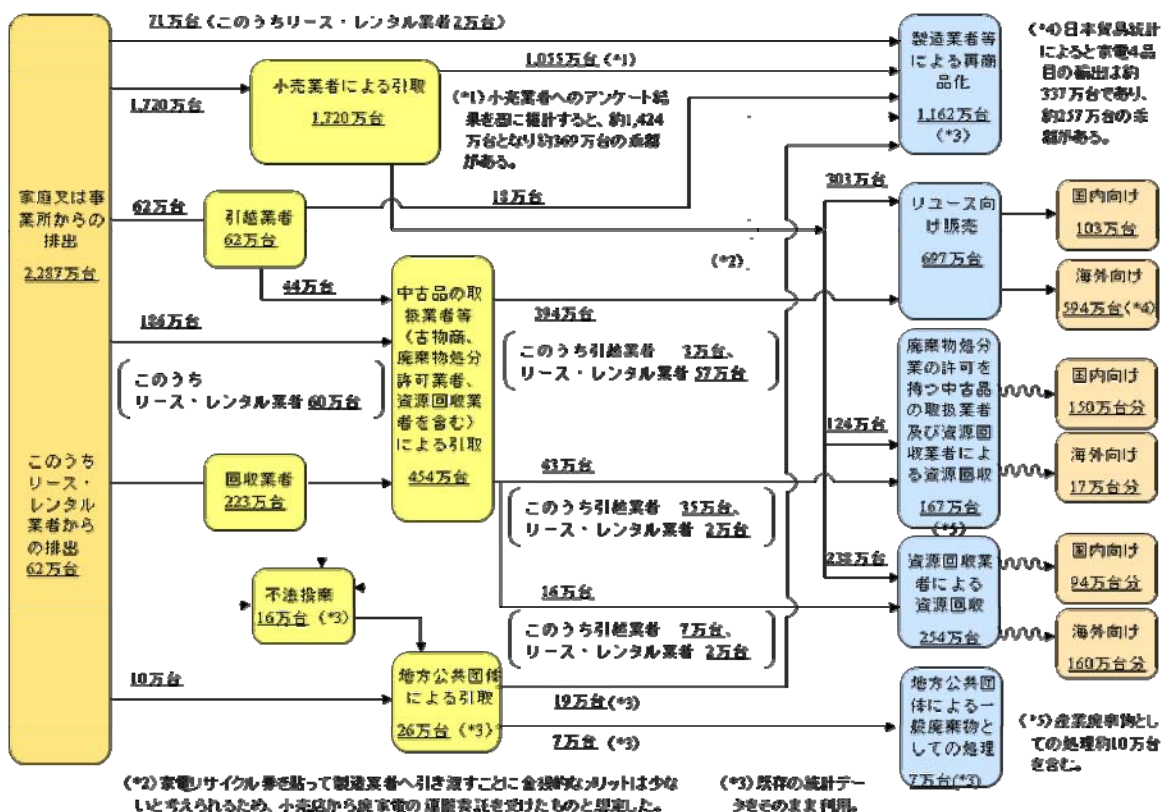 71万台（このうちリース・レンタル業者2万台）
家庭又は事
業所からの
排出
2,287万台
このうち
リース・
レンタル
業者から
の排出
62万台
1,720万台
小売業者による引取
1,720万台
1,055万台（*1）
（*1）小売業者へのアンケート結
果を基に推計すると、約1,424
万台となり約369万台の乖離
がある。
62万台
引越業者
62万台
18万台
44万台
186万台
このうち
リース・レンタル業者 60万台
中古品の取
扱業者等
（古物商、
廃棄物処分
許可業者、
資源回収業
者を含む）
による引取
454万台
回収業者
223万台
不法投棄
16万台（*3）
10万台
地方公共団体
による引取
26万台（*3）
（*2）
394万台
このうち引越業者 3万台、
リース・レンタル業者 57万台
43万台
このうち引越業者 35万台、
リース・レンタル業者 2万台
16万台
このうち引越業者 7万台、
リース・レンタル業者 2万台
19万台（*3）
7万台（*3）
303万台
124万台
238万台
製造業者等
による再商
品化
1,162万台
（*3）
リユース向
け販売
697万台
廃棄物処分
業の許可を
持つ中古品
の取扱業者
及び資源回
収業者によ
る資源回収
167万台
（*5）
資源回収業
者による
資源回収
254万台
地方公共団
体による一
般廃棄物と
しての処理
7万台（*3）
（*4）日本貿易統計
によると家電4品
目の輸出は約
337万台であり、
約257万台の乖
離がある。
国内向け
103万台
海外向け
594万台（*4）
国内向け
150万台分
海外向け
17万台分
国内向け
94万台分
海外向け
160万台分
（*5）産業廃棄物とし
ての処理約10万台
を含む。
（*2）家電リサイクル券を貼って製造業者へ引き渡すことに金銭的なメリットは少な
いと考えられるため、小売店から廃家電の運搬委託を受けたものと想定した。
（*3）既存の統計デー
タをそのまま利用。